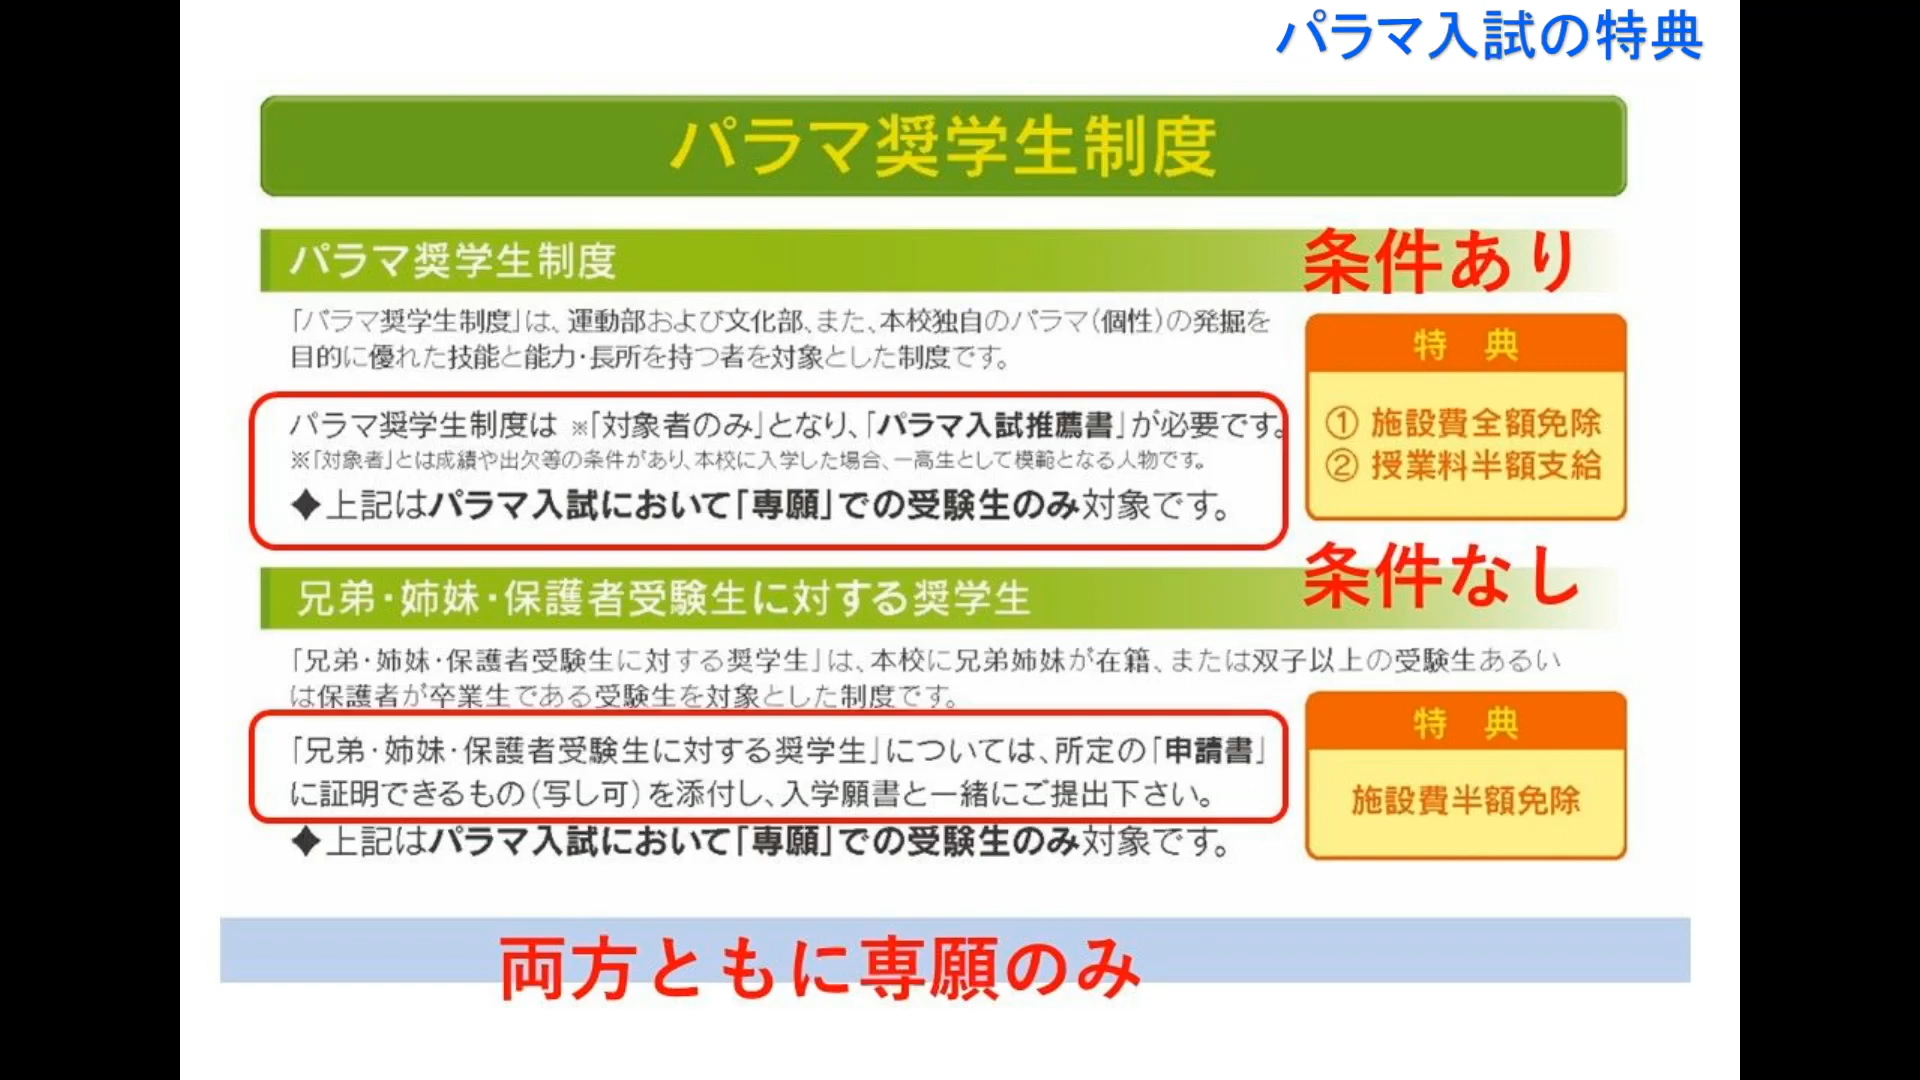 パラマ入試の特典
パラマ奨学生制度
パラマ奨学生制度
条件あり
「パラマ奨学生制度」は、運動部および文化部、また、本校独自のパラマ(個性)の発掘を
目的に優れた技能と能力・長所を持つ者を対象とした制度です。
パラマ奨学生制度は ※「対象者のみ」となり、「パラマ入試推薦書」が必要です。
※「対象者」とは成績や出欠等の条件があり、本校に入学した場合、一高生として模範となる人物です。
◆上記はパラマ入試において「専願」での受験生のみ対象です。
特 典
① 施設費全額免除
② 授業料半額支給
兄弟・姉妹・保護者受験生に対する奨学生
条件なし
「兄弟・姉妹・保護者受験生に対する奨学生」は、本校に兄弟姉妹が在籍、または双子以上の受験生あるい
は保護者が卒業生である受験生を対象とした制度です。
「兄弟・姉妹・保護者受験生に対する奨学生」については、所定の「申請書」
に証明できるもの(写し可)を添付し、入学願書と一緒にご提出下さい。
◆上記はパラマ入試において「専願」での受験生のみ対象です。
特 典
施設費半額免除
両方ともに専願のみ